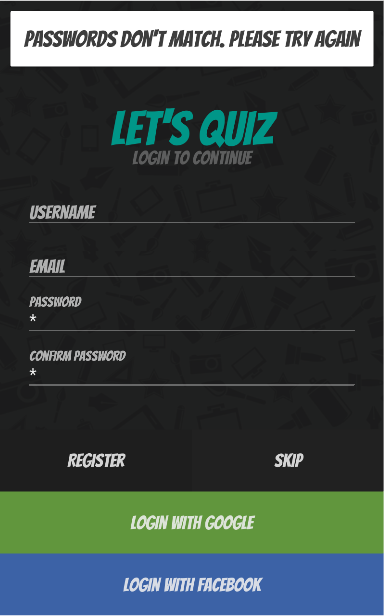 PASSWORDS DON'T MATCH. PLEASE TRY AGAIN
LET'S QUIZ
LOGIN TO CONTINUE
USERNAME
EMAIL
PASSWORD
*
CONFIRM PASSWORD
*
REGISTER SKIP
LOGIN WITH GOOGLE
LOGIN WITH FACEBOOK